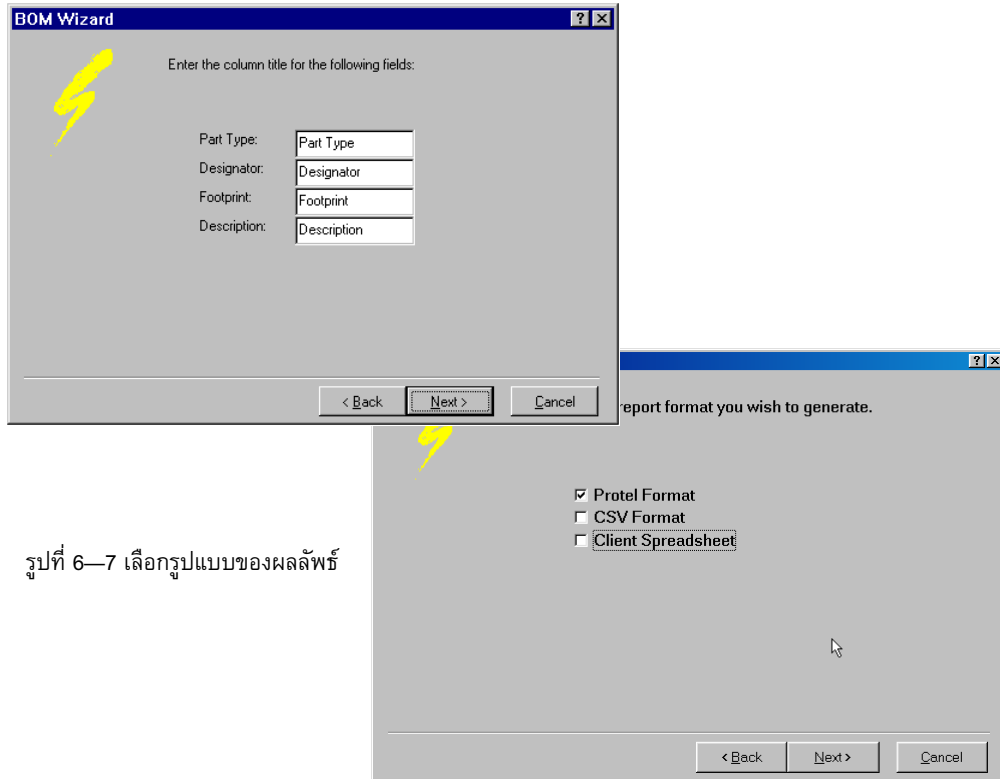 BOM Wizard
Enter the column title for the following fields:
Part Type: Part Type
Designator: Designator
Footprint: Footprint
Description: Description
< Back Next > Cancel
report format you wish to generate.
Protel Format
CSV Format
Client Spreadsheet
รูปที่ 6—7 เลือกรูปแบบของผลลัพธ์
< Back Next > Cancel